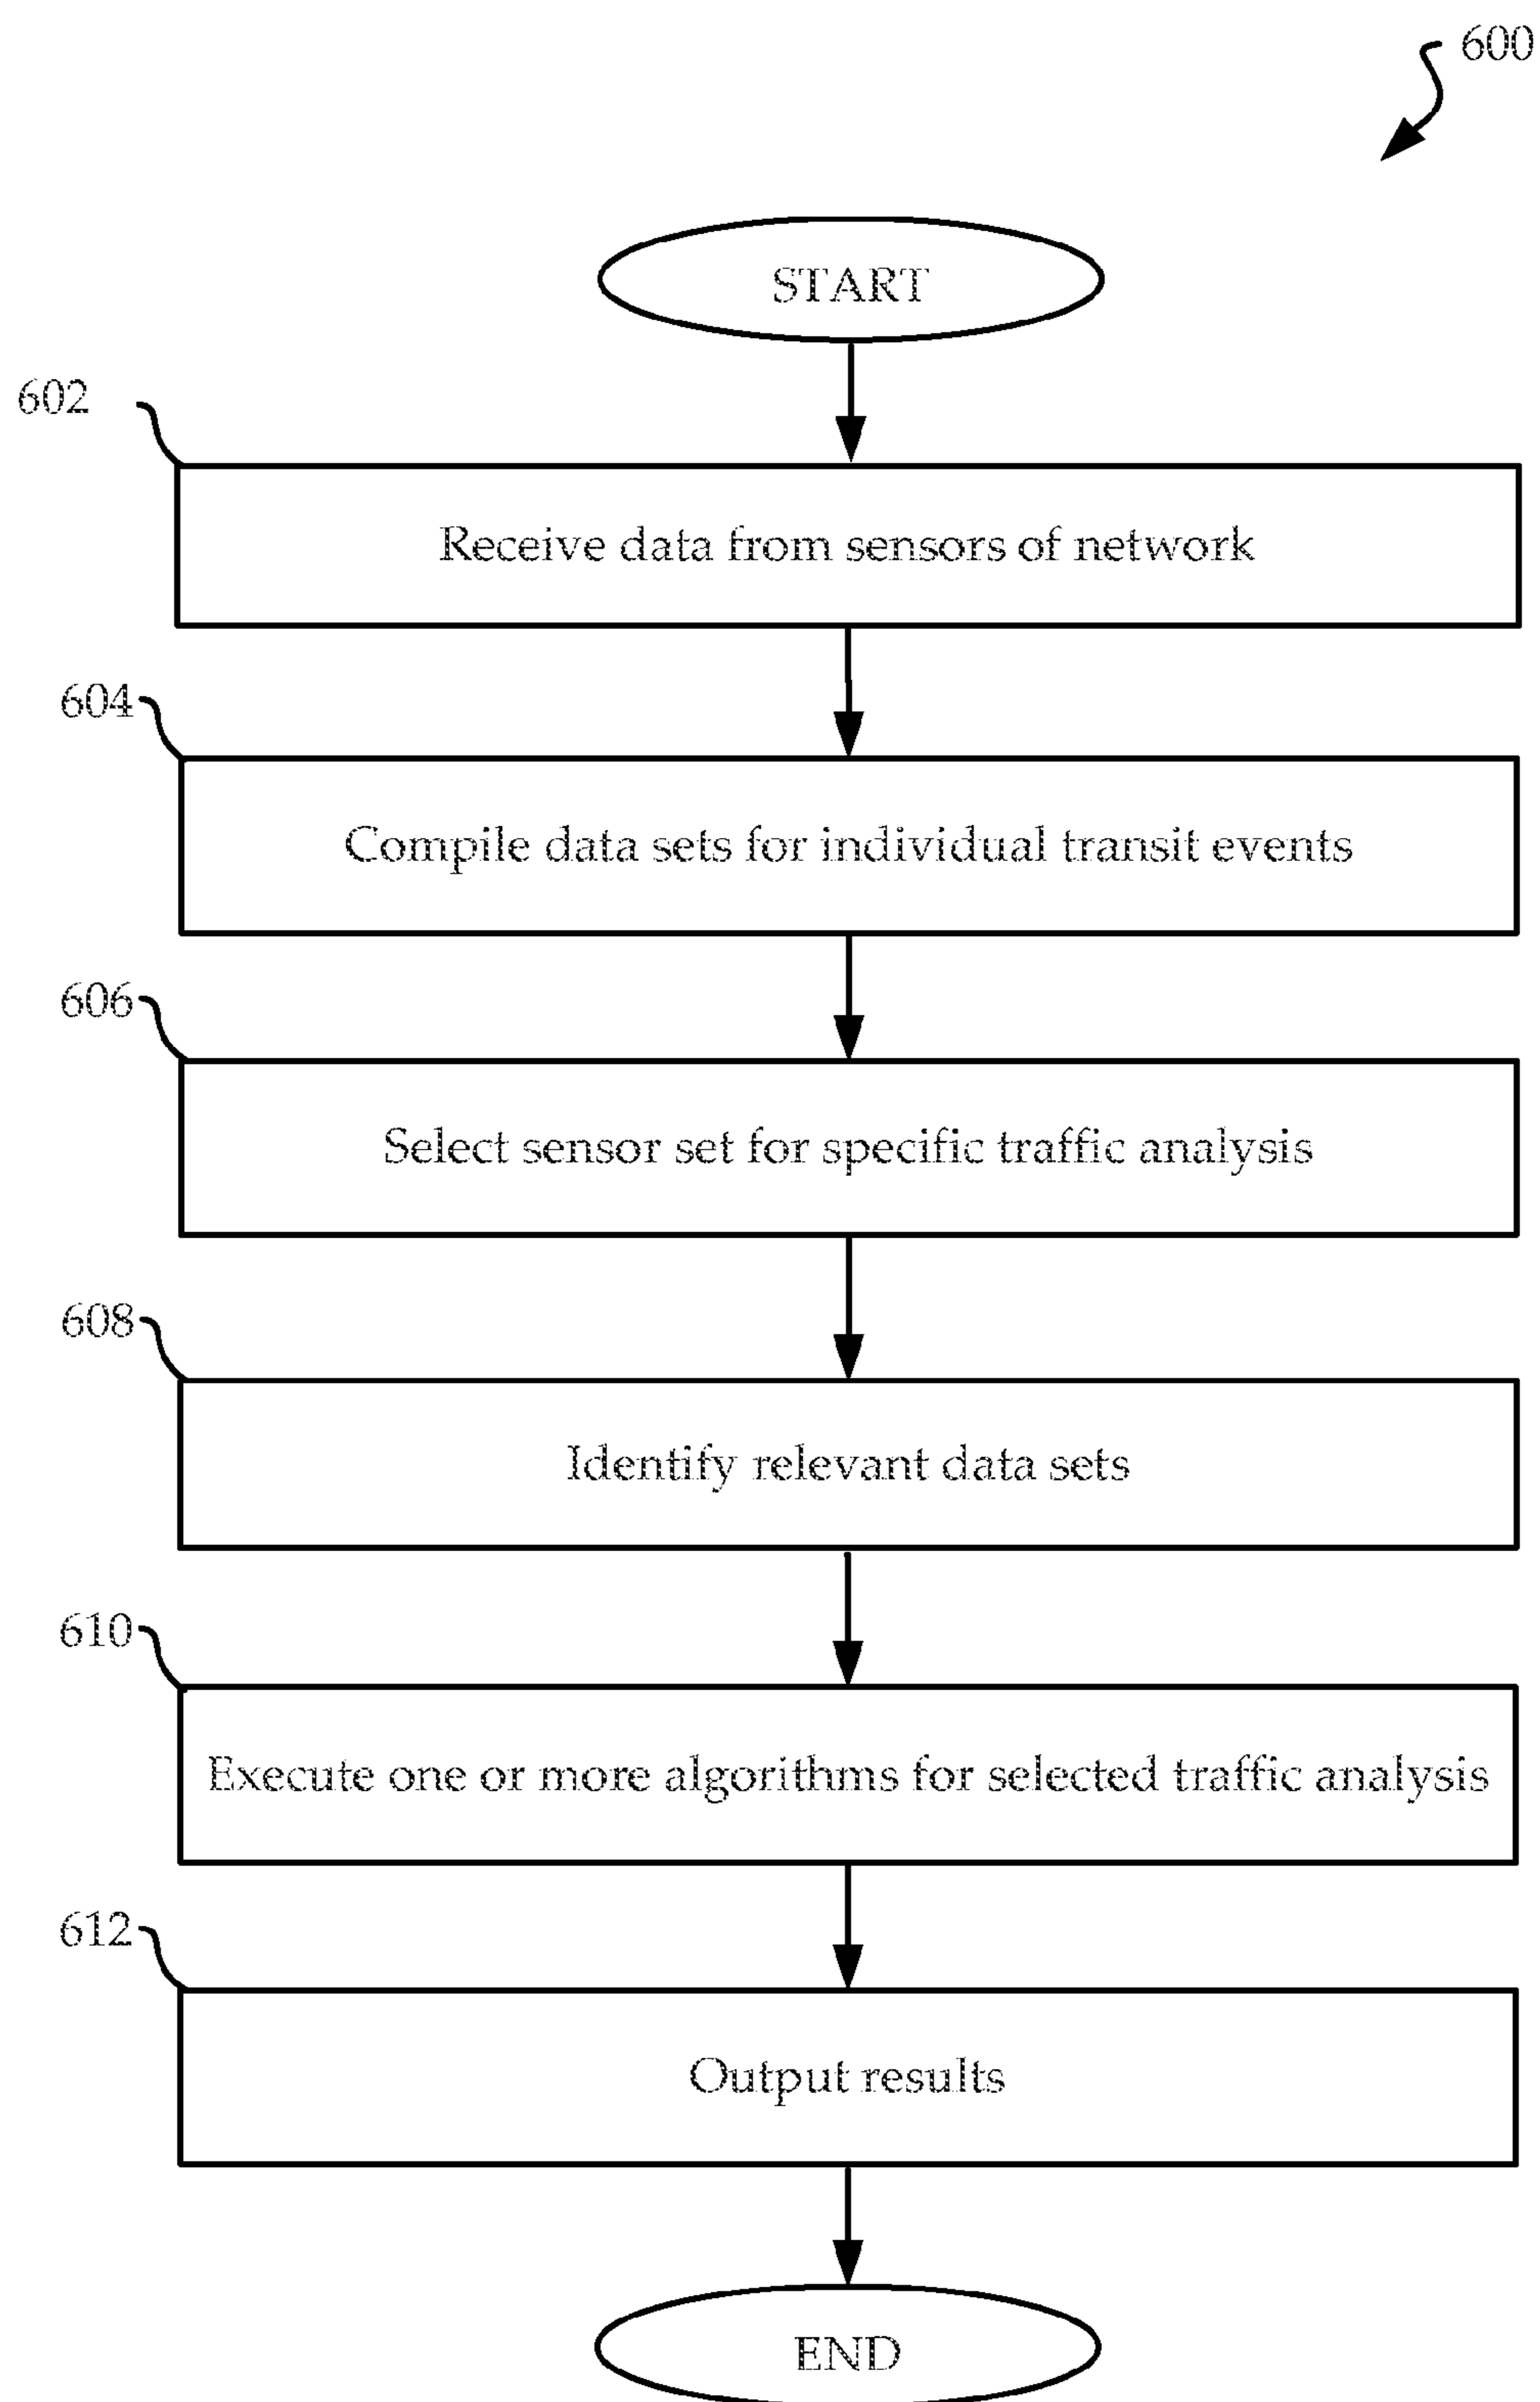 600
START
602
Receive data from sensors of network
604
Compile data sets for individual transit events
606
Select sensor set for specific traffic analysis
608
Identify relevant data sets
610
Execute one or more algorithms for selected traffic analysis
612
Output results
END